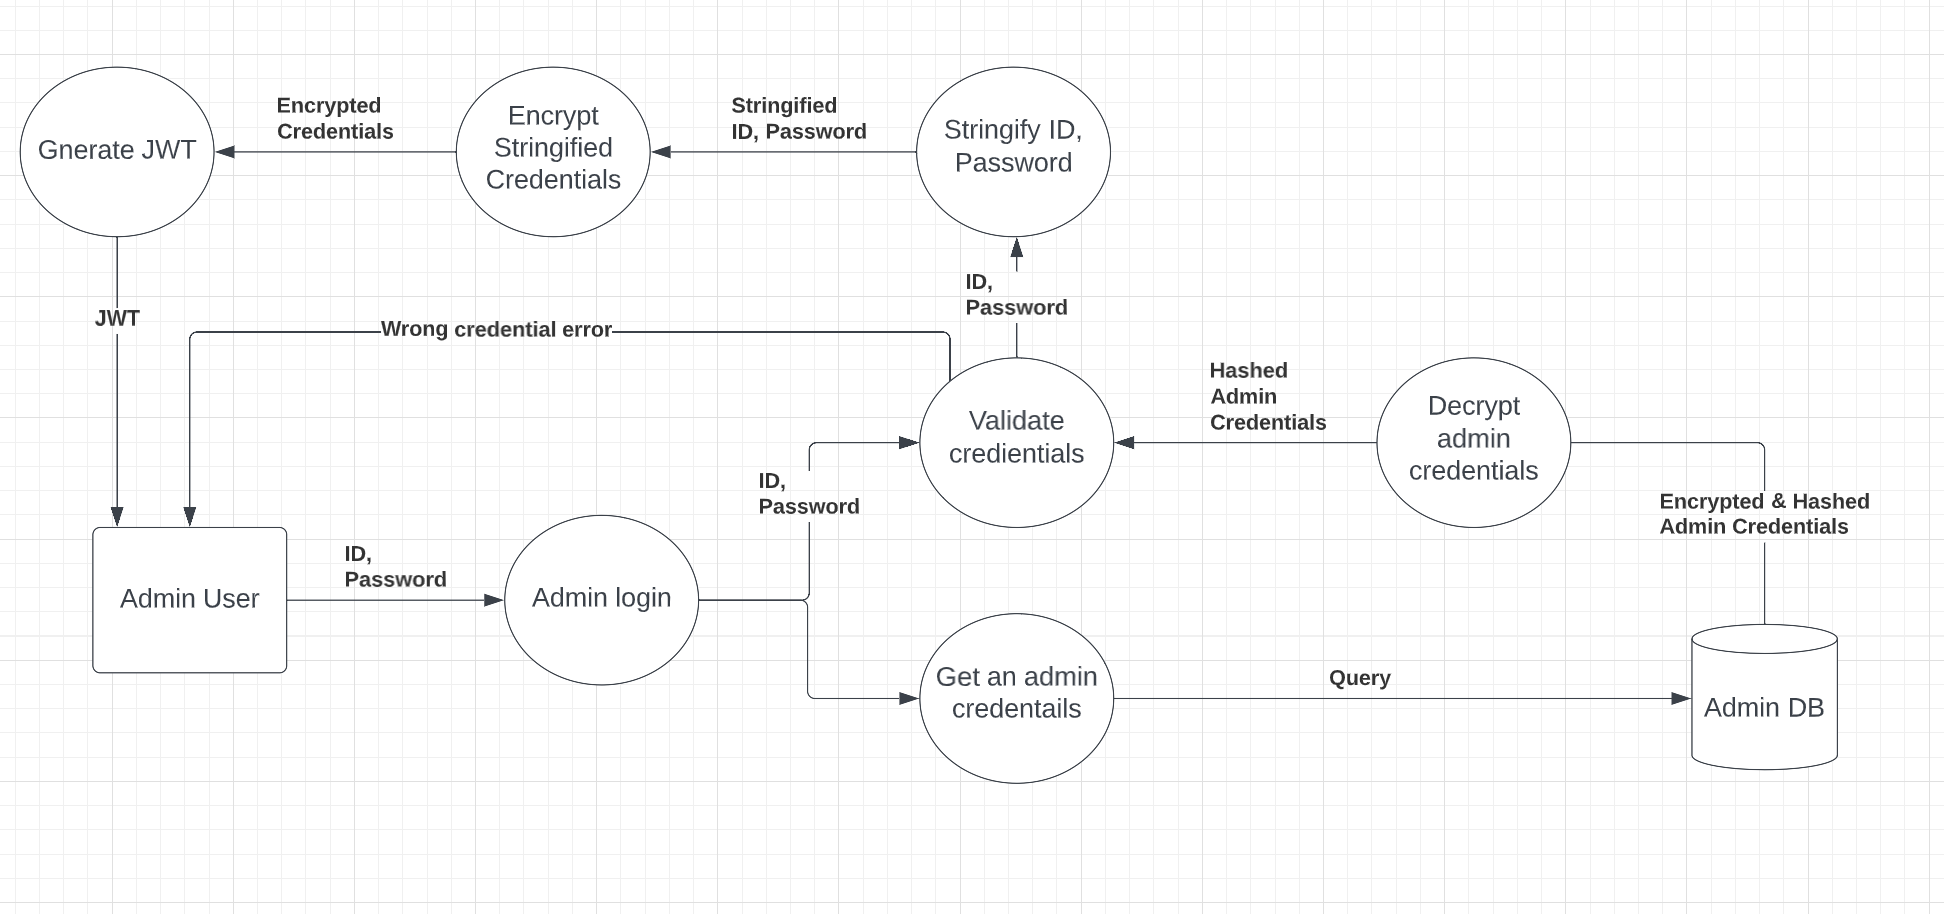 Gnerate JWT
Encrypted
Credentials
Encrypt
Stringified
Credentials
Stringified
ID, Password
Stringify ID,
Password
JWT
Wrong credential error
ID,
Password
Validate
credientials
Hashed
Admin
Credentials
Decrypt
admin
credentials
ID,
Password
Encrypted & Hashed
Admin Credentials
Admin User
ID,
Password
Admin login
Get an admin
credentails
Query
Admin DB